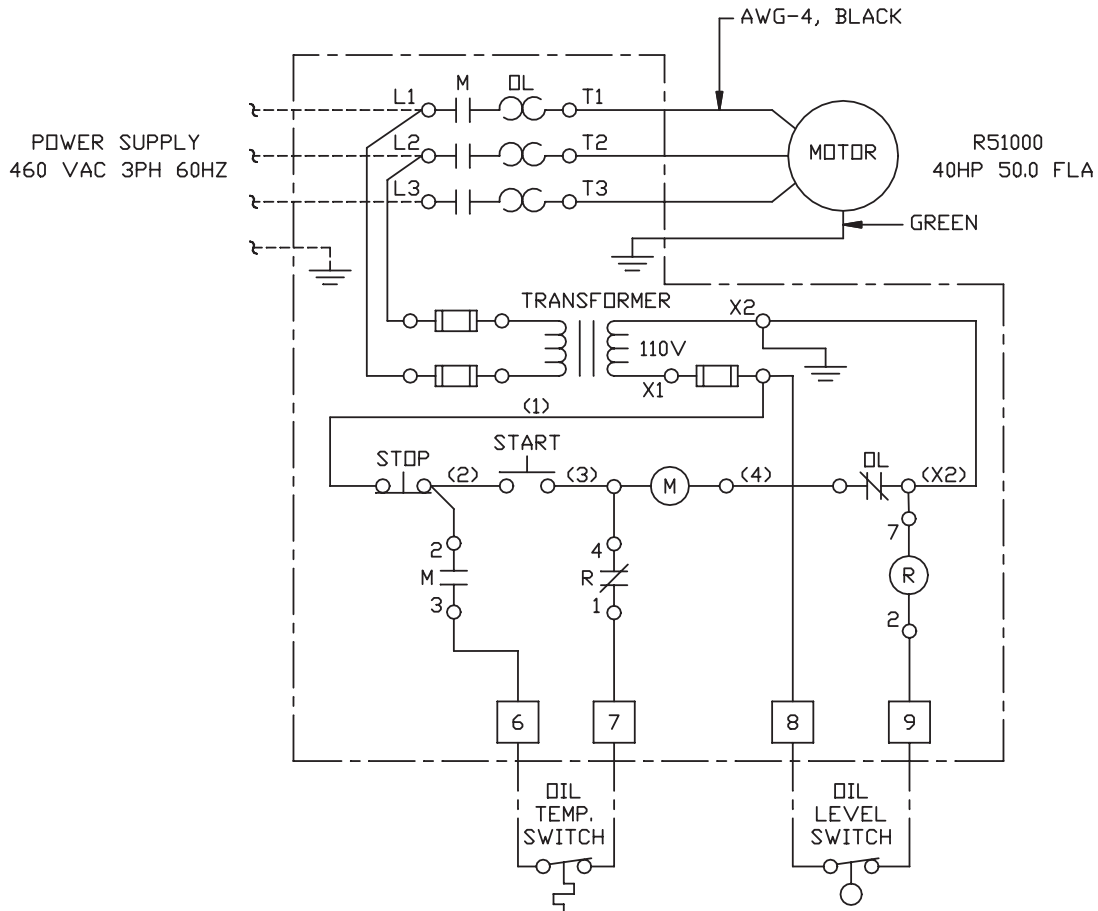 AWG-4, BLACK
M
OL
L1
T1
POWER SUPPLY
460 VAC 3PH 60HZ
L2
T2
MOTOR
R51000
40HP 50.0 FLA
L3
T3
GREEN
TRANSFORMER
X2
110V
X1
(1)
STOP
(2)
START
(3)
M
(4)
OL
(X2)
2
M
3
4
R
1
7
R
2
6
7
8
9
OIL
TEMP.
SWITCH
OIL
LEVEL
SWITCH